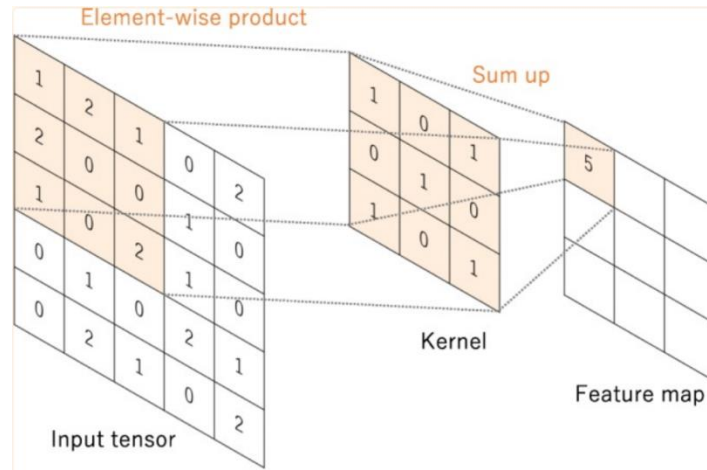 Element-wise product
Sum up
1 2 1 0 2
2 0 0 1 0
1 0 2 1 0
0 1 0 2 1
0 2 1 0 2
1 0 1
0 1 0
1 0 1
5
Input tensor
Kernel
Feature map